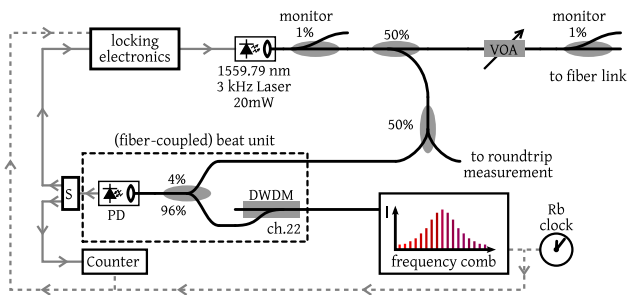 monitor
1%
50%
monitor
1%
locking
electronics
VOA
1559.79 nm
3 kHz Laser
20mW
to fiber link
50%
(fiber-coupled) beat unit
to roundtrip
measurement
4%
S
PD
96%
DWDM
ch.22
I
frequency comb
Rb
clock
Counter